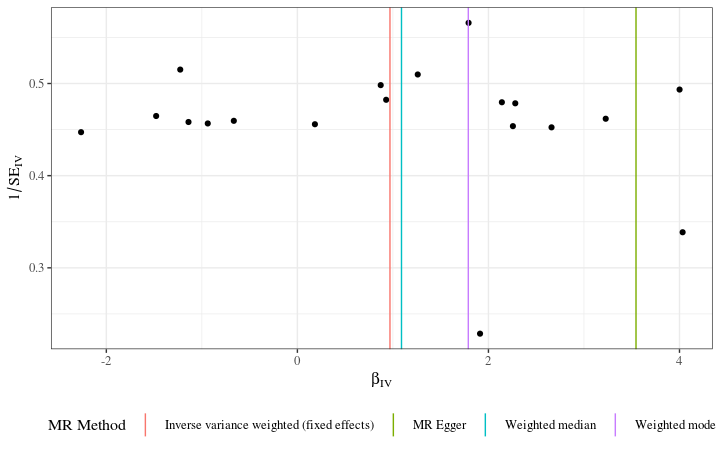 0.5
0.4
0.3
1/SE_IV
-2 0 2 4
β_IV
MR Method Inverse variance weighted (fixed effects) MR Egger Weighted median Weighted mode